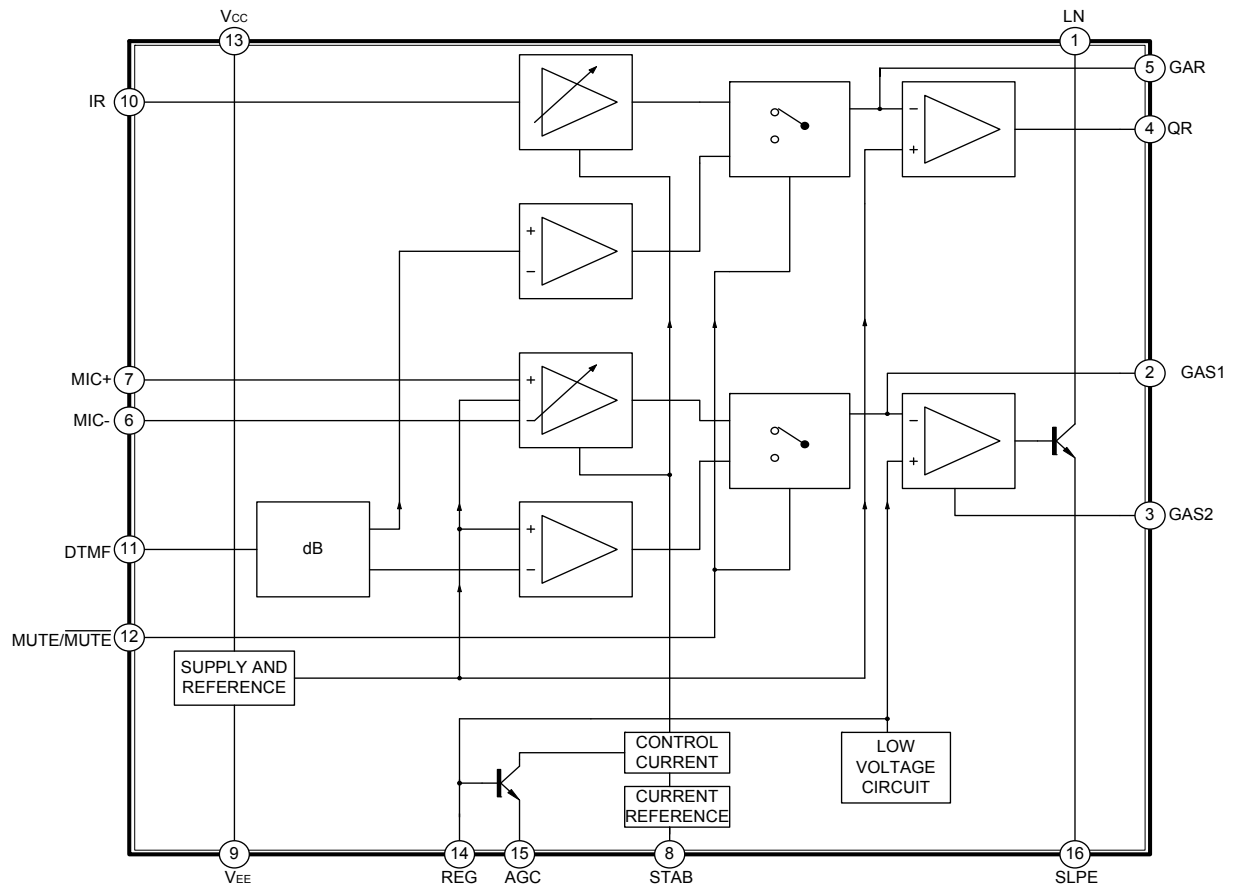 VCC
LN
13
1
5
GAR
IR
10
4
QR
−
+
+
−
MIC+
7
+
2
GAS1
MIC-
6
−
−
+
3
GAS2
DTMF
11
dB
+
−
MUTE/MUTE
12
SUPPLY AND
REFERENCE
CONTROL
CURRENT
LOW
VOLTAGE
CIRCUIT
CURRENT
REFERENCE
9
14
15
8
16
VEE
REG
AGC
STAB
SLPE